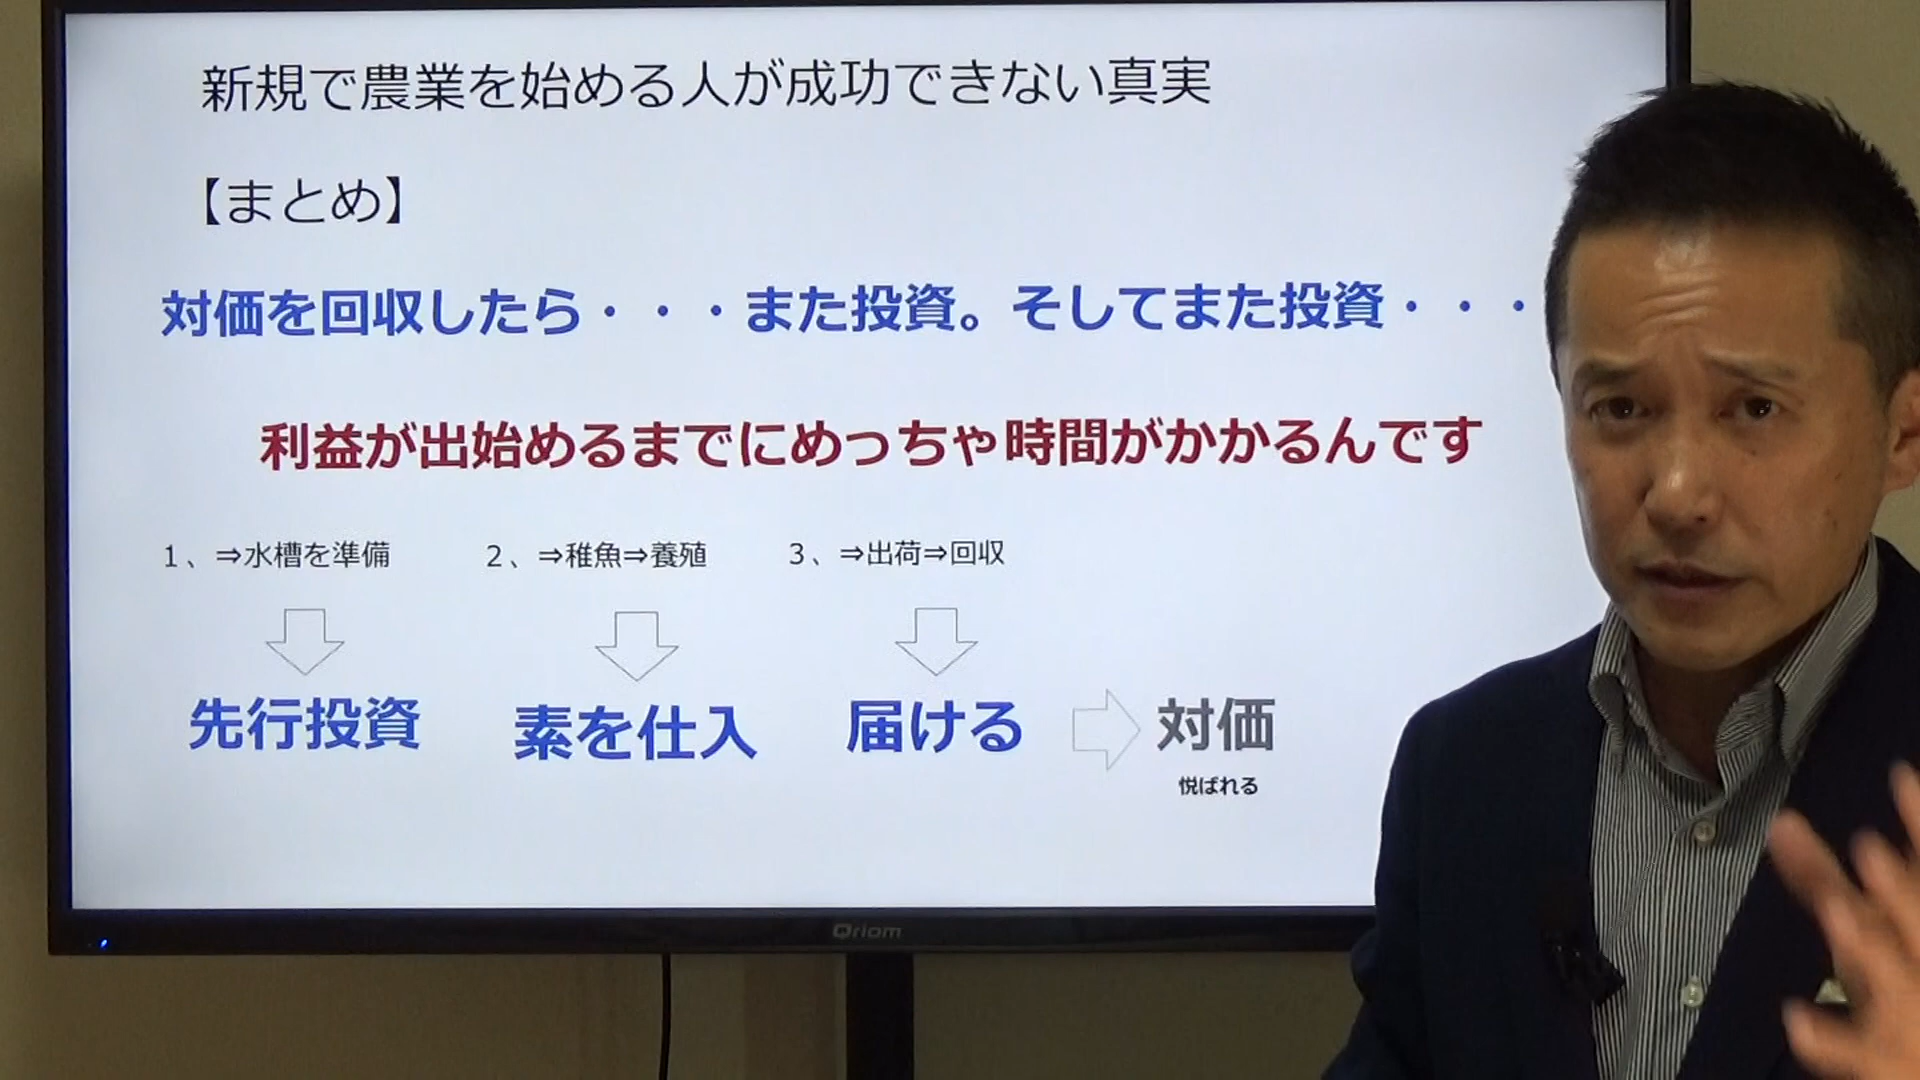 新規で農業を始める人が成功できない真実
【まとめ】
対価を回収したら・・・また投資。そしてまた投資・・・
利益が出始めるまでにめっちゃ時間がかかるんです
1、⇒水槽を準備 2、⇒稚魚⇒養殖 3、⇒出荷⇒回収
先行投資 素を仕入 届ける 対価
悦ばれる
Qriom